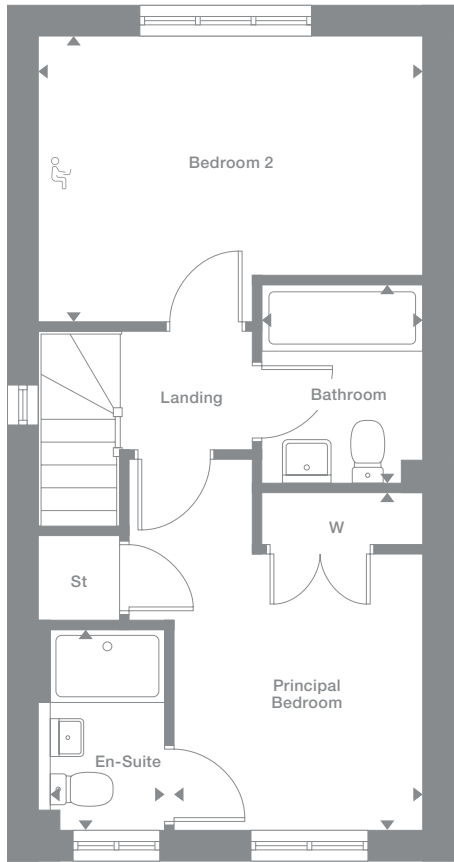 Bedroom 2
Landing
Bathroom
W
St
Principal
Bedroom
En-Suite